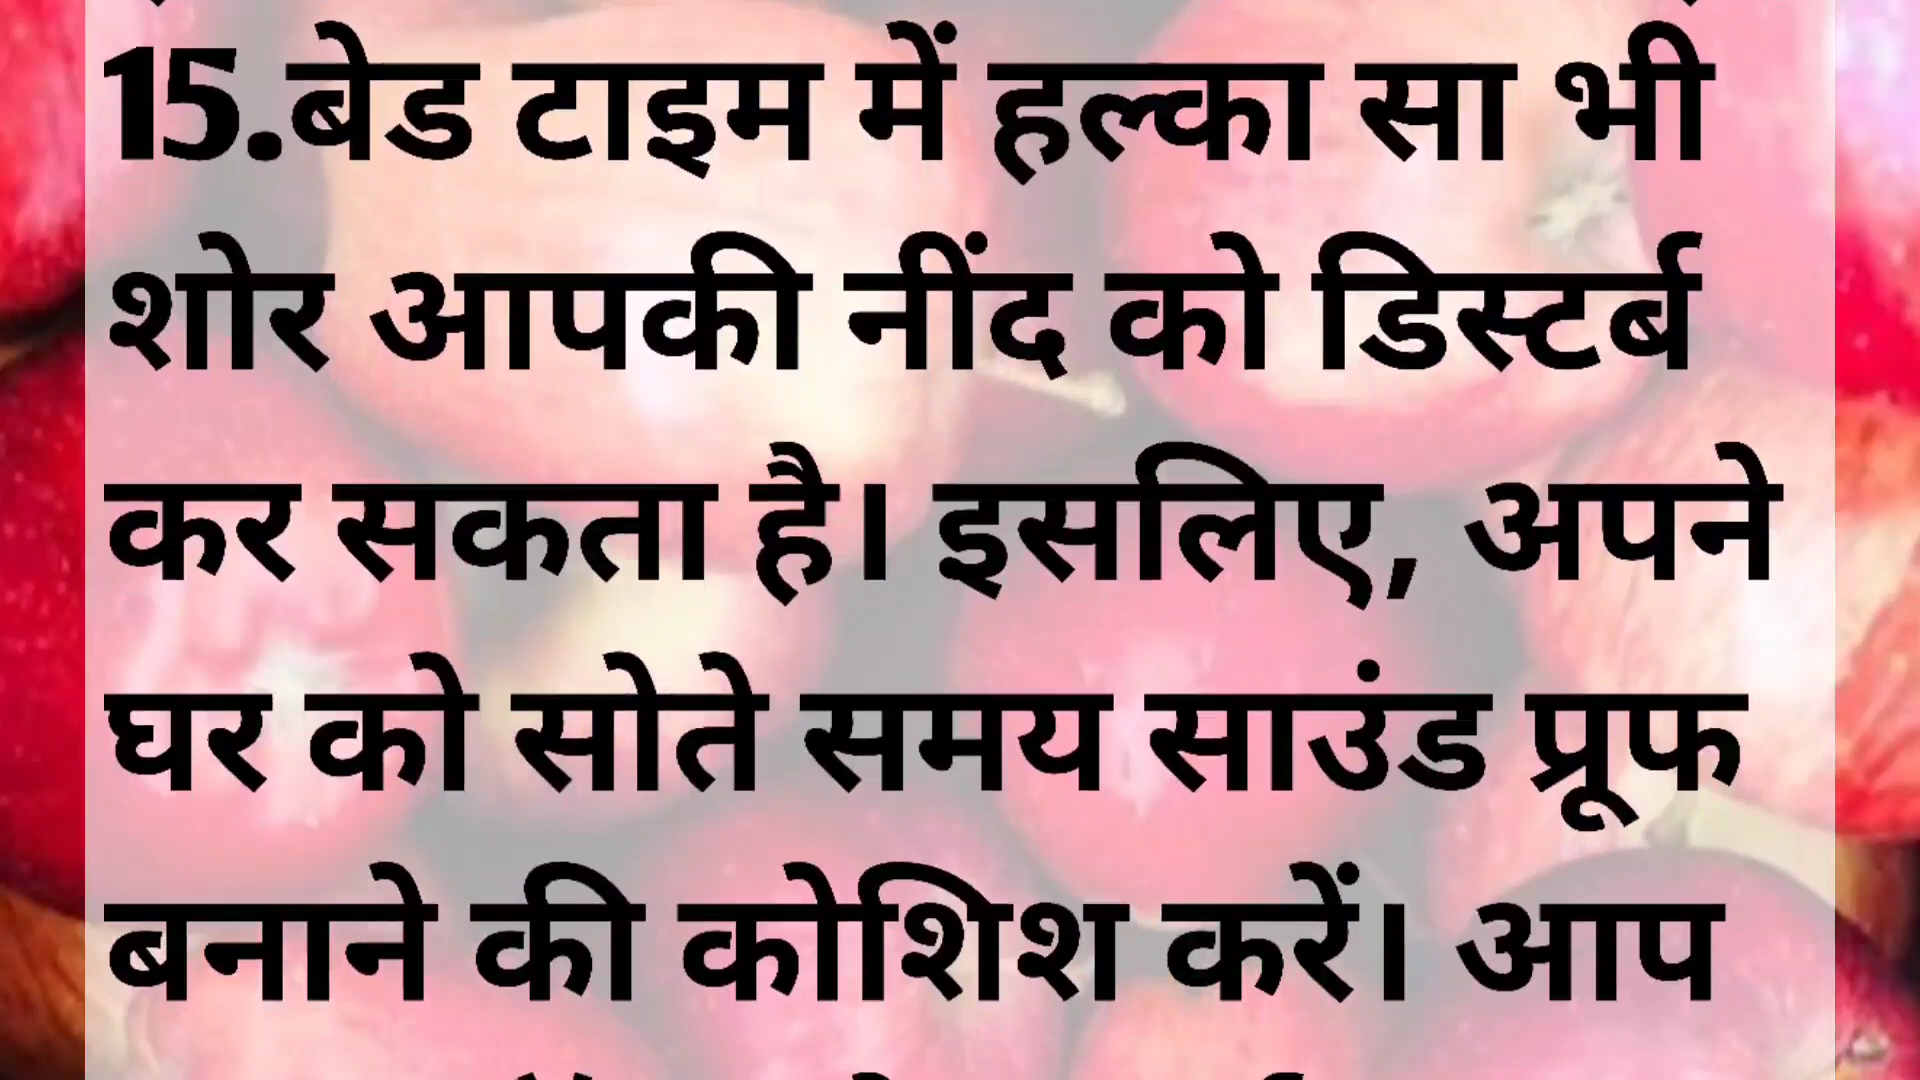 15.बेड टाइम में हल्का सा भी
शोर आपकी नींद को डिस्टर्ब
कर सकता है। इसलिए, अपने
घर को सोते समय साउंड प्रूफ
बनाने की कोशिश करें। आप